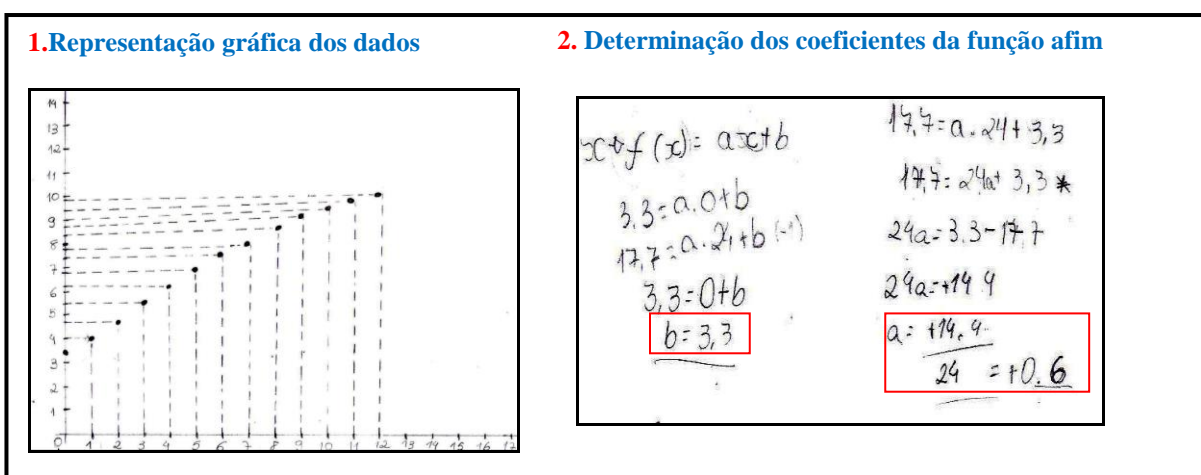 1.Representação gráfica dos dados
2. Determinação dos coeficientes da função afim
14
13
12
11
10
9
8
7
6
5
4
3
2
1
0 1 2 3 4 5 6 7 8 9 10 11 12 13 14 15 16 17
f(x)= ax+b
3,3=a.0+b
17,7=a.24+b (-1)
3,3=0+b
b=3,3
17,7=a.24+3,3
17,7=24a+3,3 *
24a=3.3-17,7
24a=+14.4
a= +14,4
24 =+0.6